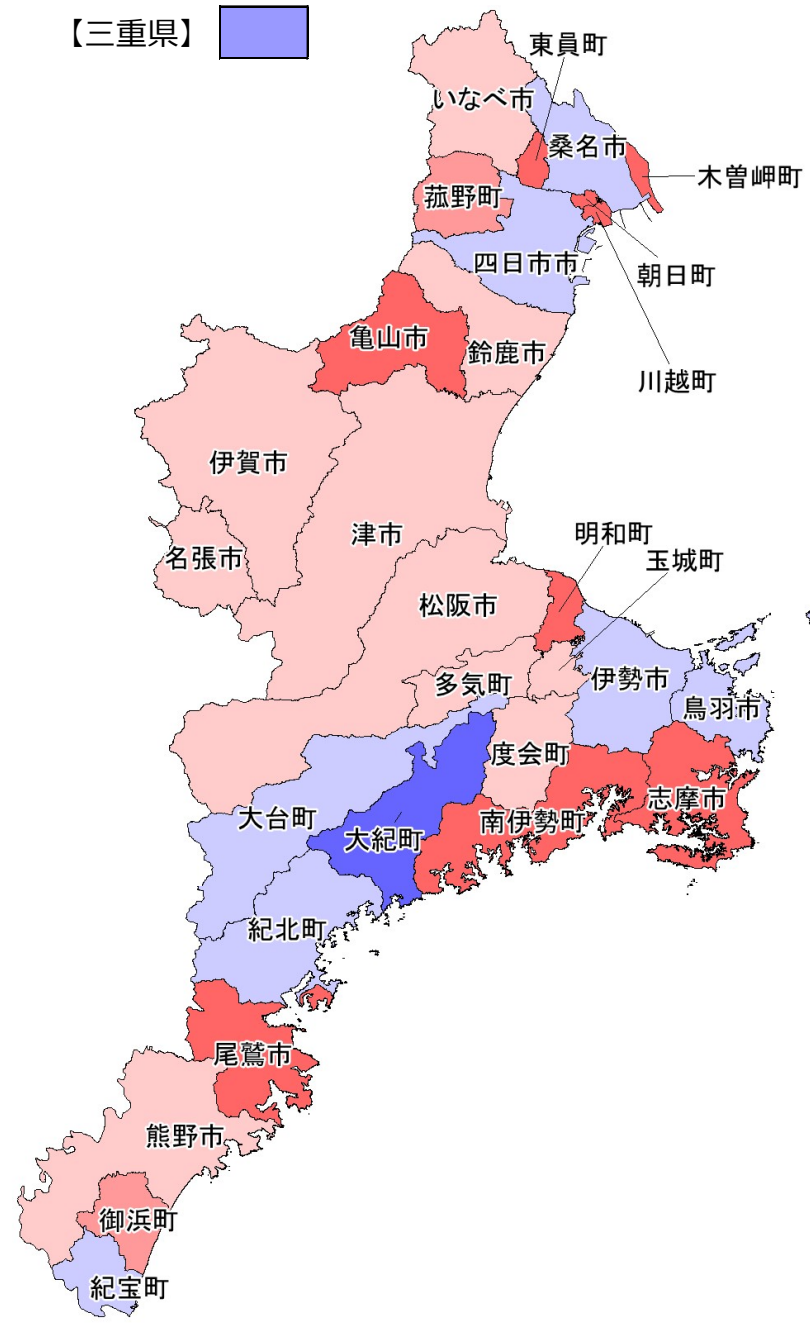 【三重県】
東員町
いなべ市
桑名市
木曽岬町
菰野町
四日市市
朝日町
亀山市
鈴鹿市
川越町
伊賀市
津市
明和町
名張市
玉城町
松阪市
多気町
伊勢市
鳥羽市
度会町
志摩市
大台町
南伊勢町
大紀町
紀北町
尾鷲市
熊野市
御浜町
紀宝町